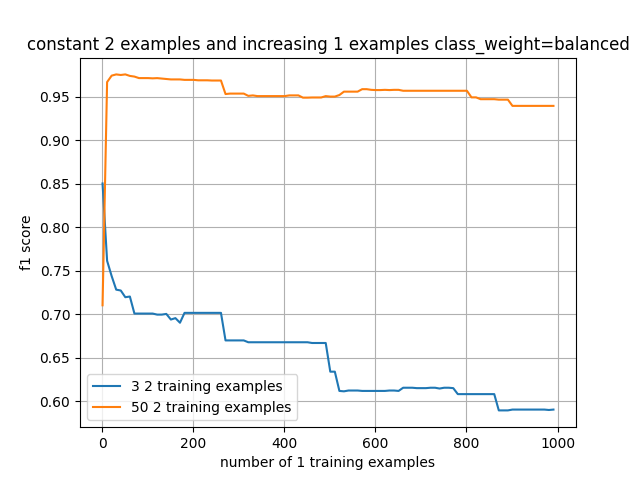 constant 2 examples and increasing 1 examples class_weight=balanced
f1 score
0.95
0.90
0.85
0.80
0.75
0.70
0.65
0.60
3 2 training examples
50 2 training examples
0
200
400
600
800
1000
number of 1 training examples